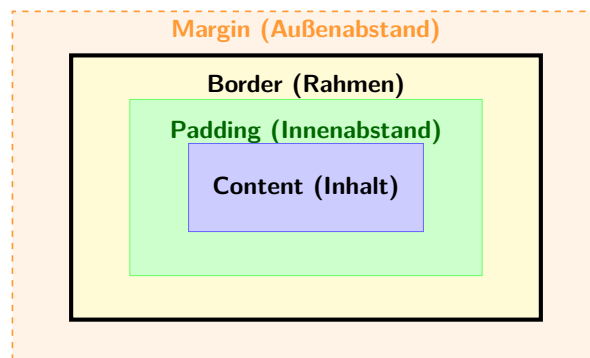 Margin (Außenabstand)
Border (Rahmen)
Padding (Innenabstand)
Content (Inhalt)